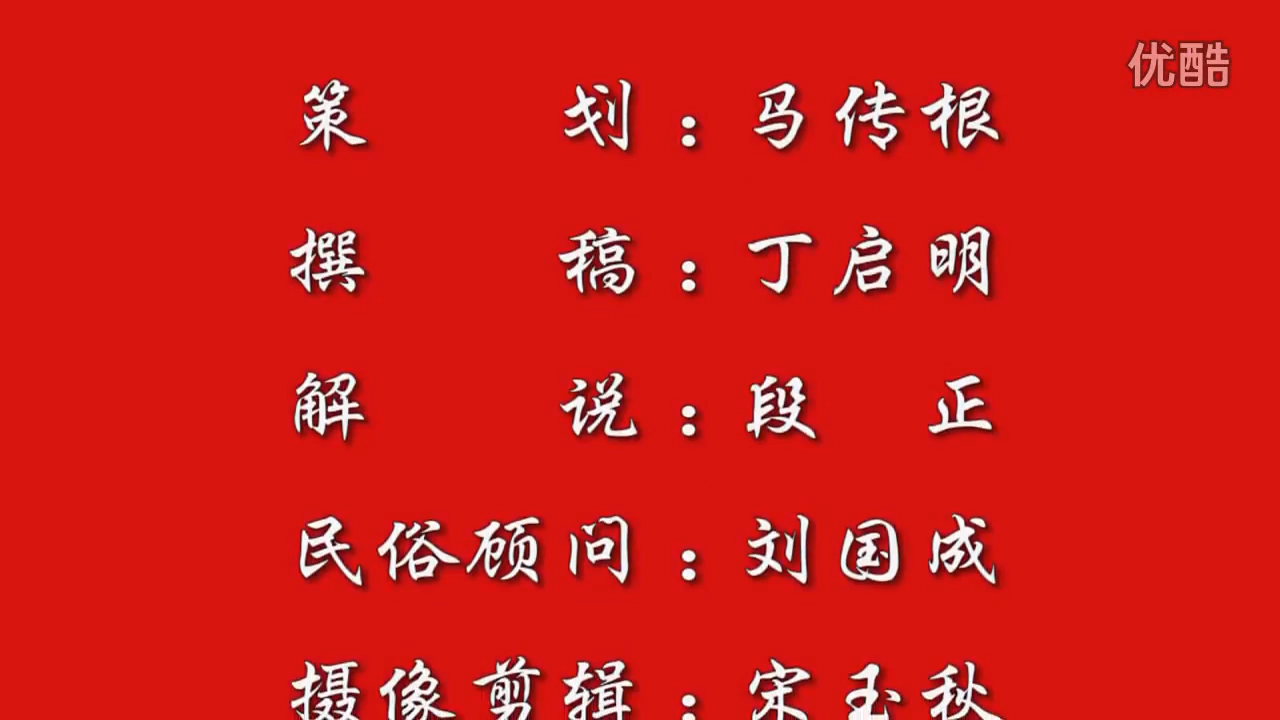 优酷
策划：马传根
撰稿：丁启明
解说：段正
民俗顾问：刘国成
摄像剪辑：宋玉秋